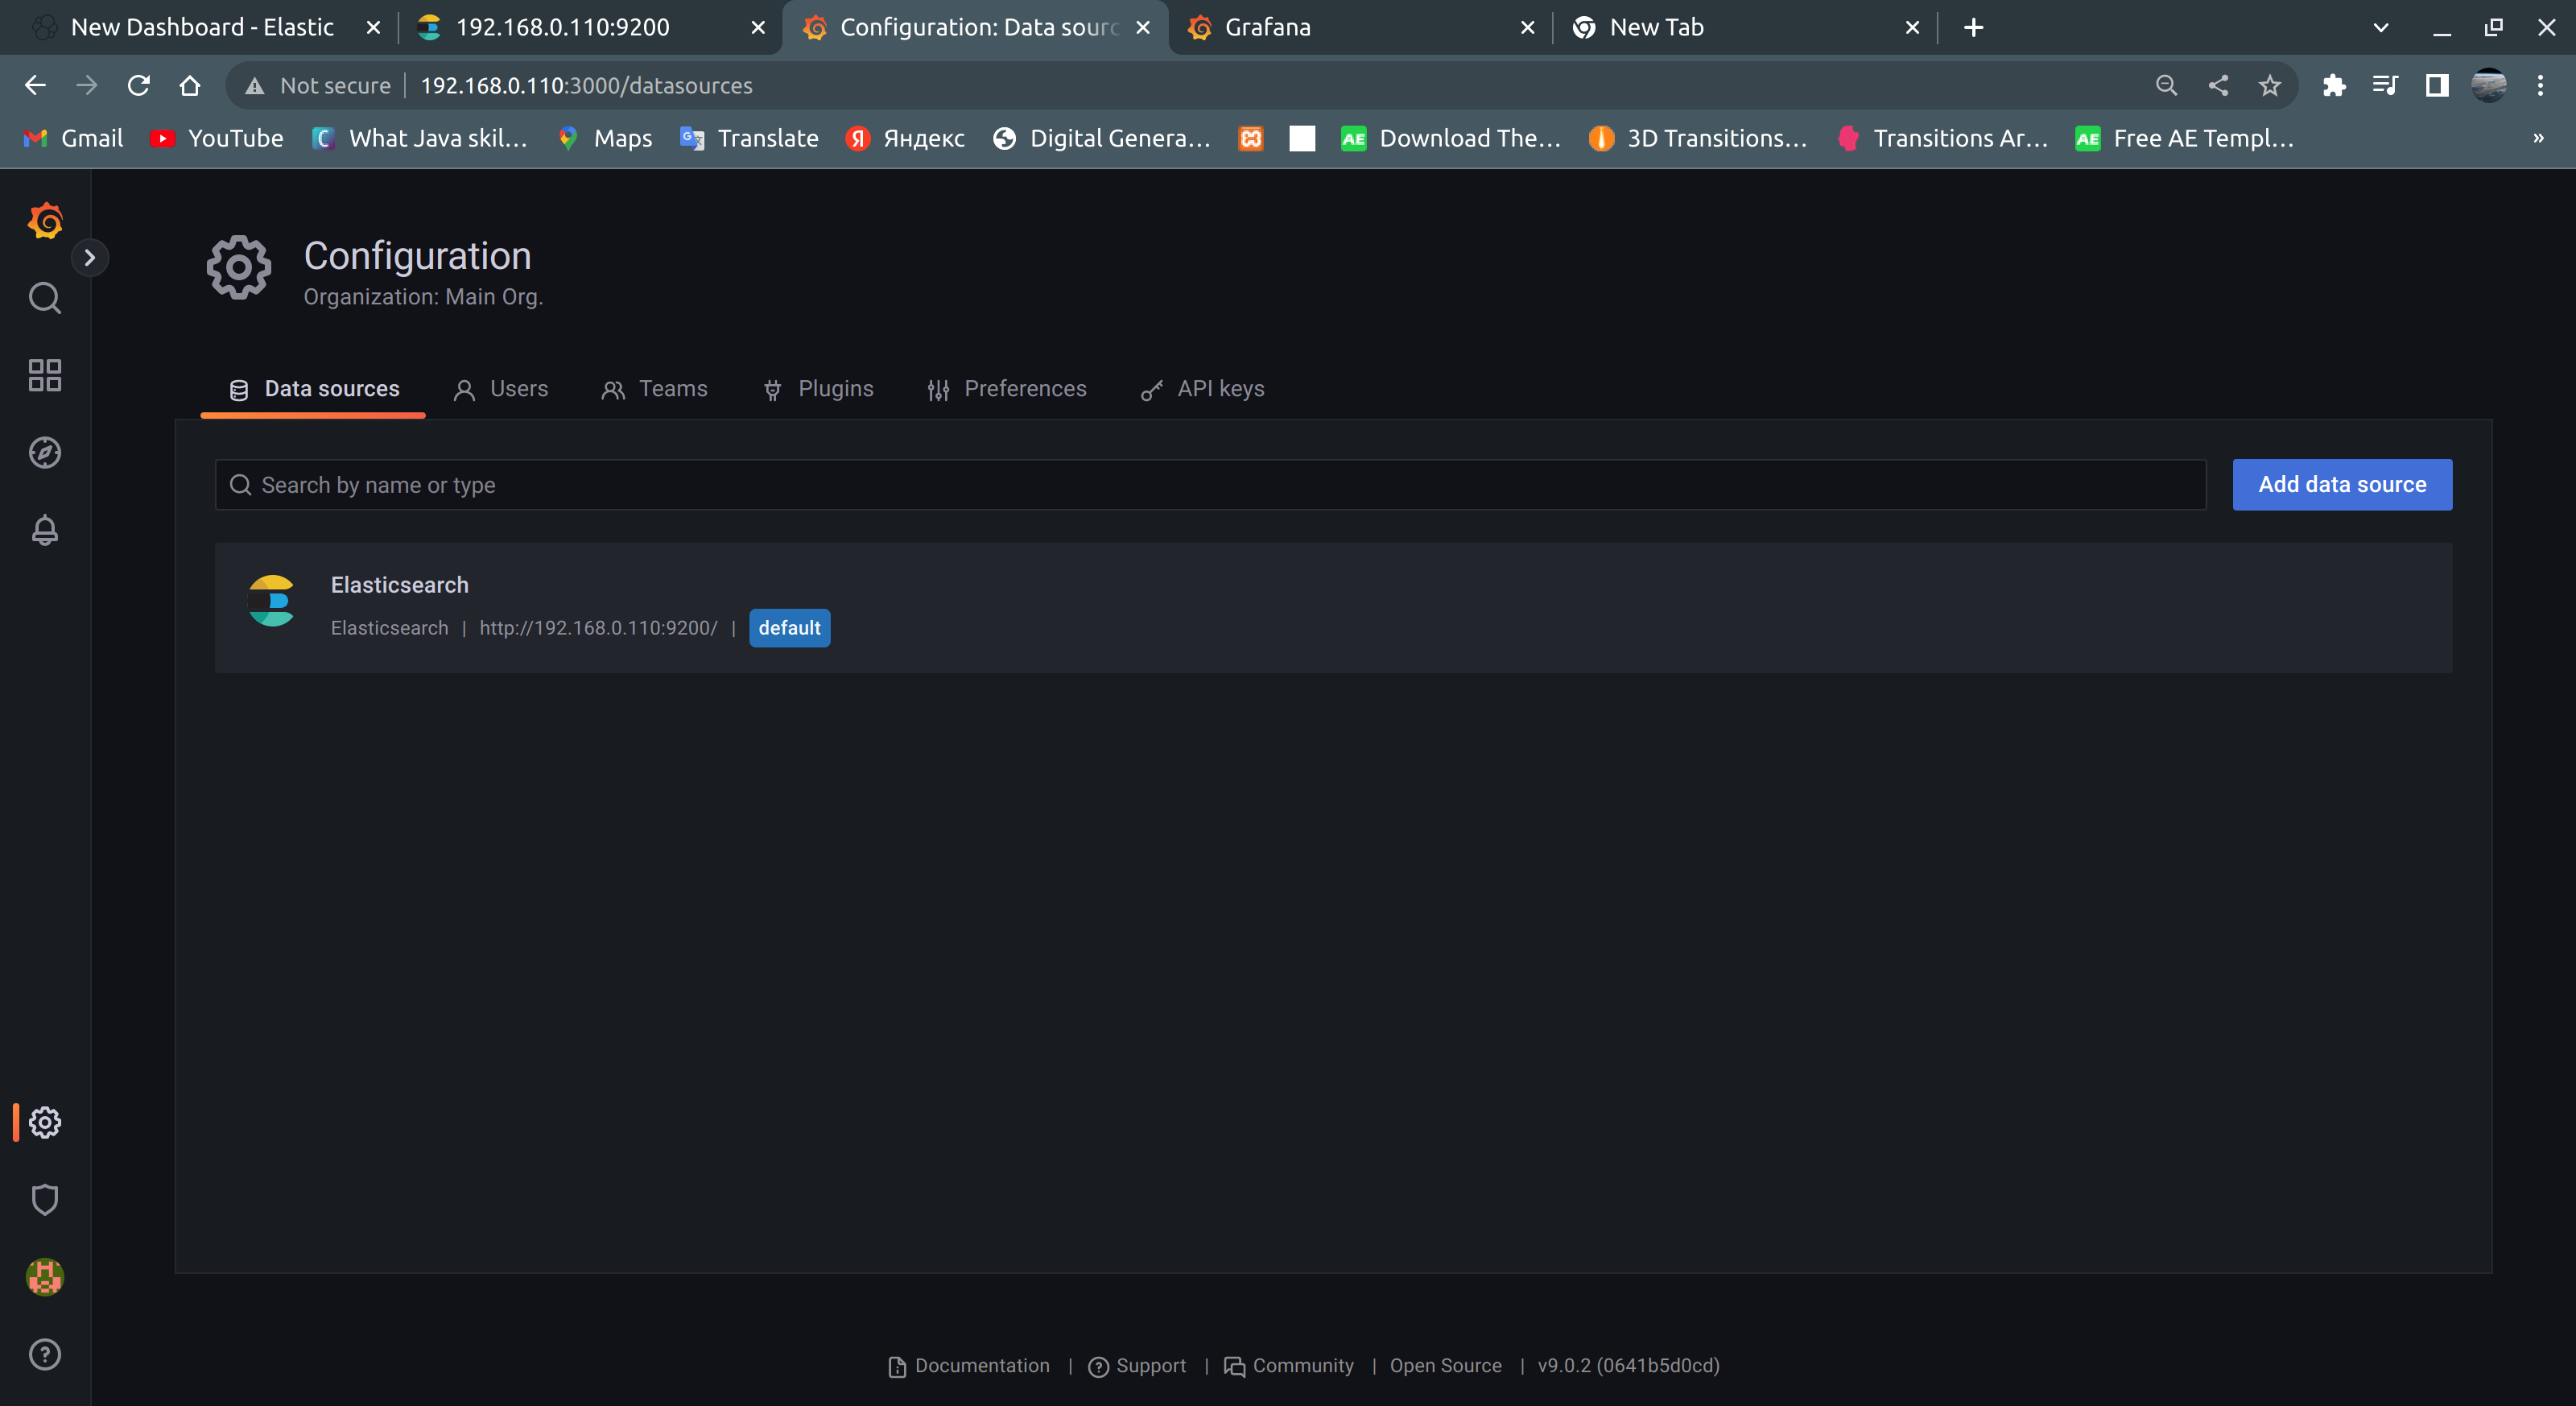 New Dashboard - Elastic
192.168.0.110:9200
Configuration: Data sourc
Grafana
New Tab
Not secure
192.168.0.110:3000/datasources
Gmail
YouTube
What Java skil...
Maps
Translate
Яндекс
Digital Genera...
Download The...
3D Transitions...
Transitions Ar...
Free AE Templ...
»
Configuration
Organization: Main Org.
Data sources
Users
Teams
Plugins
Preferences
API keys
Search by name or type
Add data source
Elasticsearch
Elasticsearch | http://192.168.0.110:9200/ | default
Documentation | Support | Community | Open Source | v9.0.2 (0641b5d0cd)